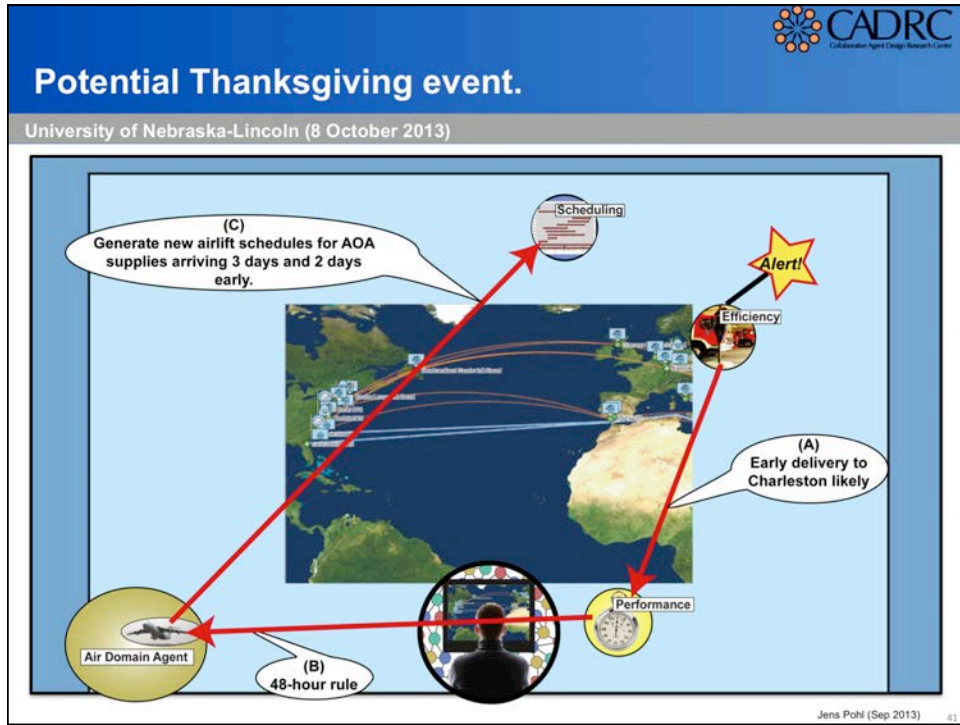 CADRC
Collaborative Agent Design Research Center
Potential Thanksgiving event.
University of Nebraska-Lincoln (8 October 2013)
(C)
Generate new airlift schedules for AOA
supplies arriving 3 days and 2 days
early.
Scheduling
Alert!
Efficiency
(A)
Early delivery to
Charleston likely
Performance
Air Domain Agent
(B)
48-hour rule
Jens Pohl (Sep 2013)
41